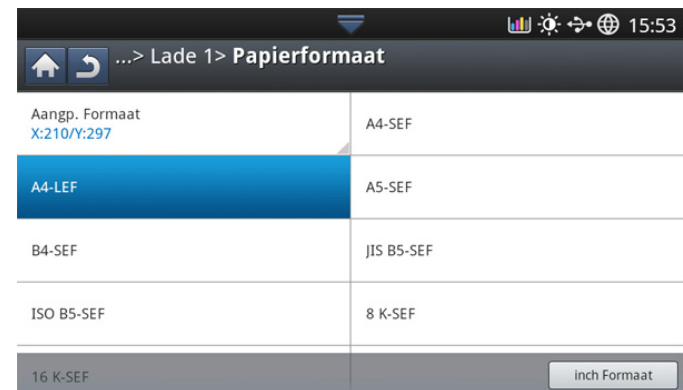 15:53
...> Lade 1> Papierformaat
Aangp. Formaat
X:210/Y:297
A4-SEF
A4-LEF
A5-SEF
B4-SEF
JIS B5-SEF
ISO B5-SEF
8 K-SEF
16 K-SEF
inch Formaat